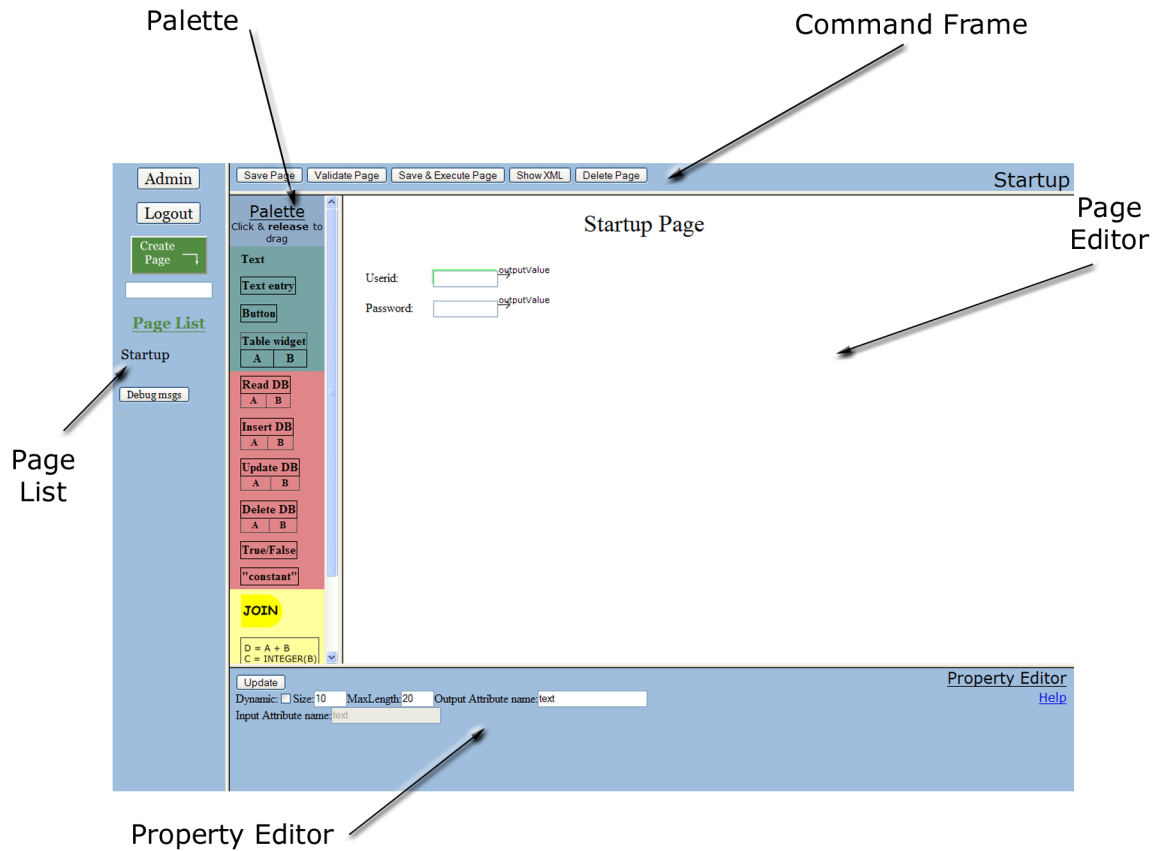 Palette
Command Frame
Admin
Logout
Create
Page
Page List
Startup
Debug msgs
Page
List
Save Page
Validate Page
Save & Execute Page
Show XML
Delete Page
Startup
Palette
Click & release to
drag
Text
Text entry
Button
Table widget
A B
Read DB
A B
Insert DB
A B
Update DB
A B
Delete DB
A B
True/False
"constant"
JOIN
D = A + B
C = INTEGER(B)
Startup Page
Userid:
outputValue
Password:
outputValue
Page
Editor
Update
Property Editor
Dynamic: Size: 10 MaxLength: 20 Output Attribute name: text
Help
Input Attribute name: text
Property Editor